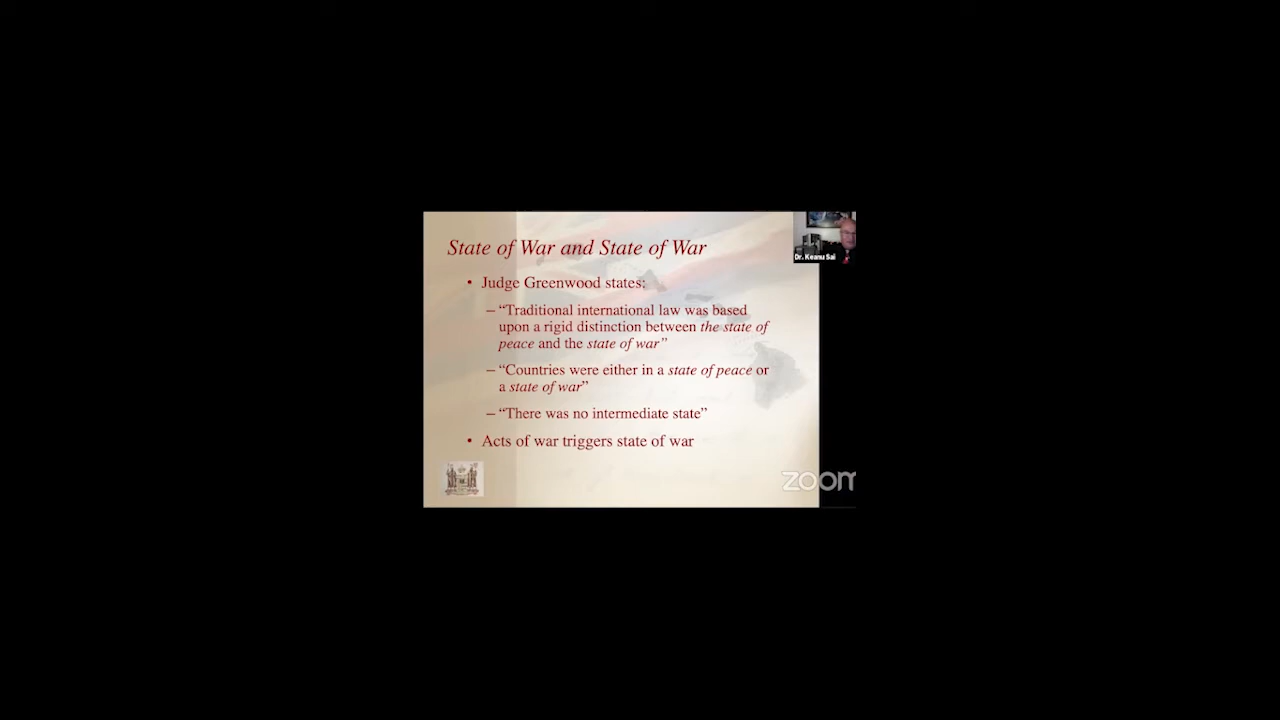 State of War and State of War
• Judge Greenwood states:
– “Traditional international law was based
upon a rigid distinction between the state of
peace and the state of war”
– “Countries were either in a state of peace or
a state of war”
– “There was no intermediate state”
• Acts of war triggers state of war
Dr. Keanu Sai
zoom